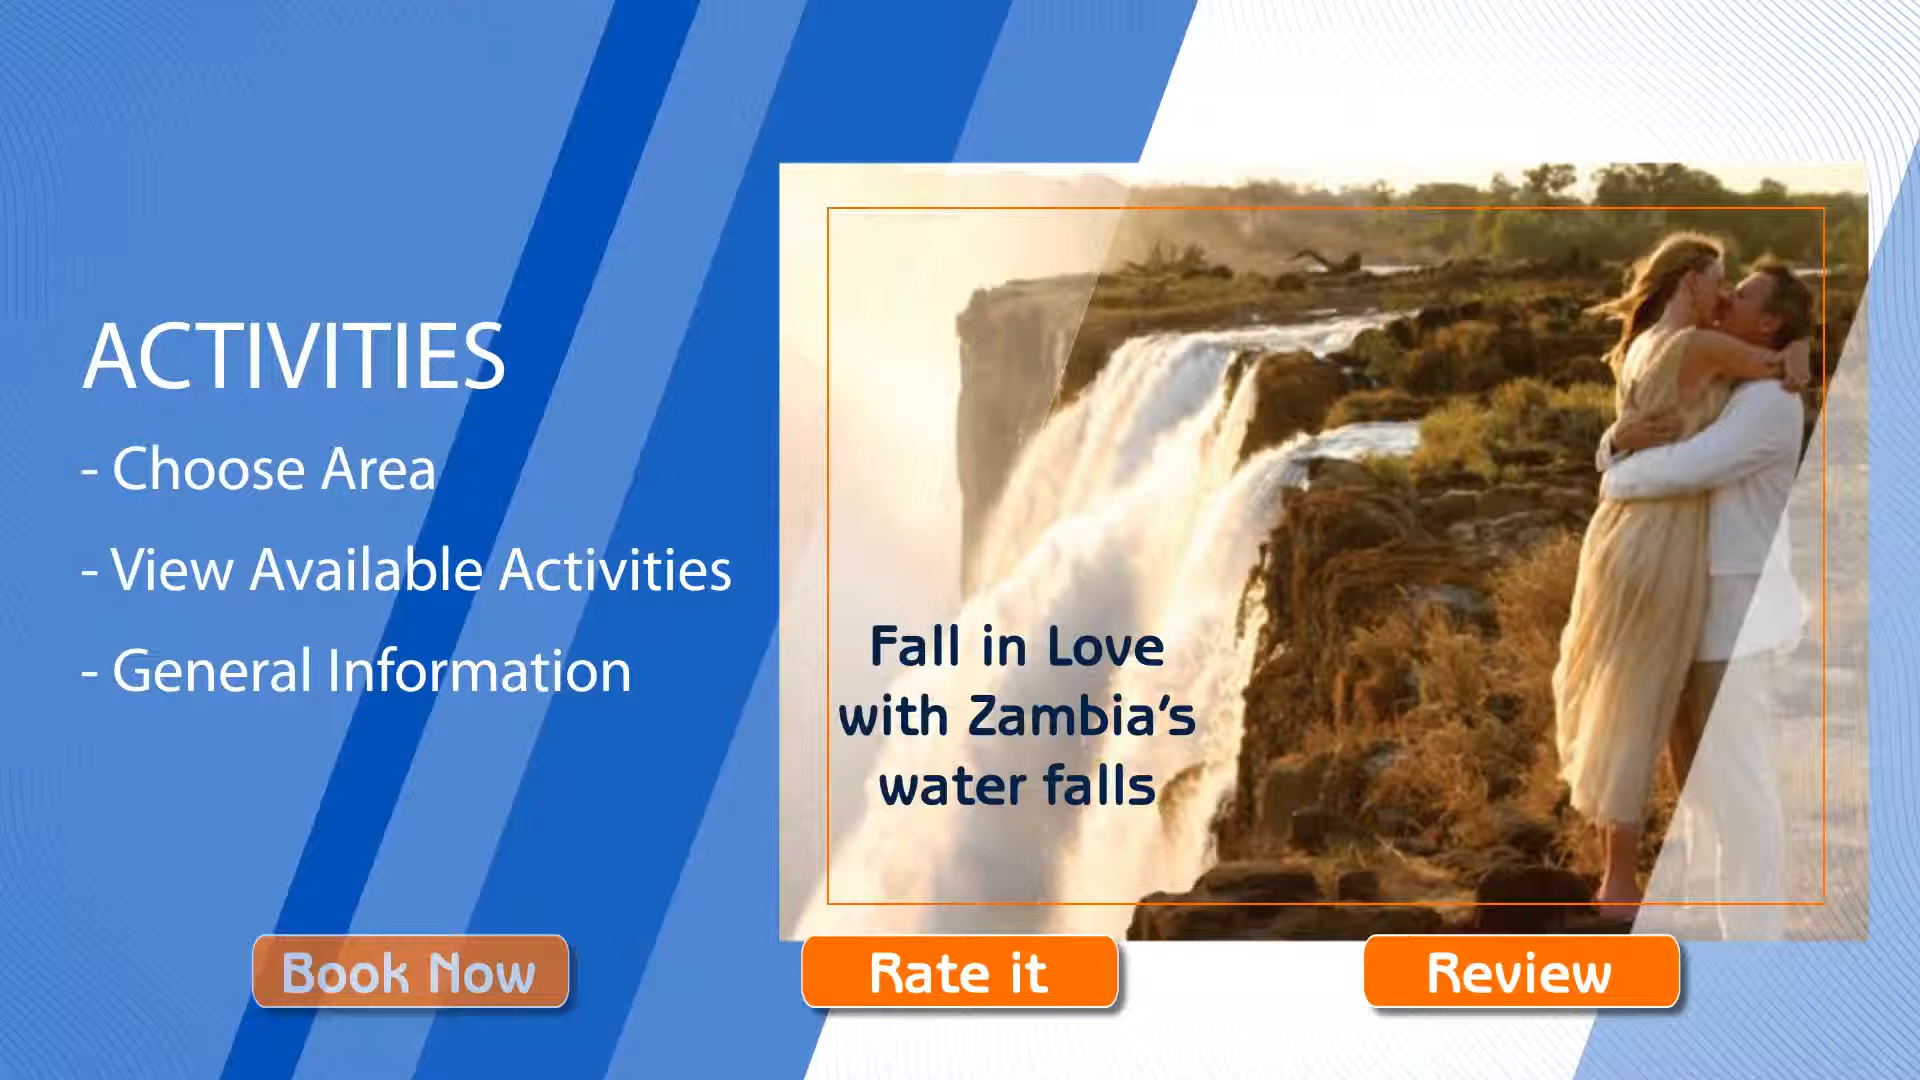 ACTIVITIES
- Choose Area
- View Available Activities
- General Information
Fall in Love
with Zambia's
water falls
Book Now
Rate it
Review